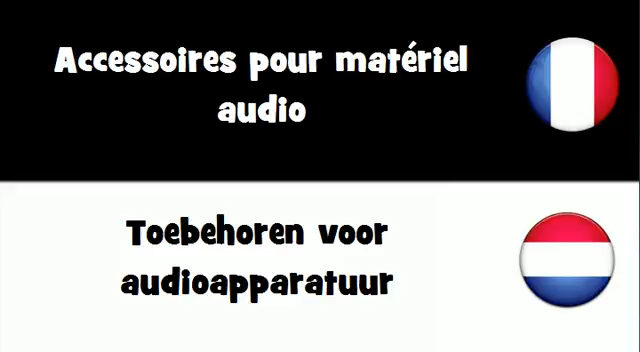 Accessoires pour matériel
audio
Toebehoren voor
audioapparatuur